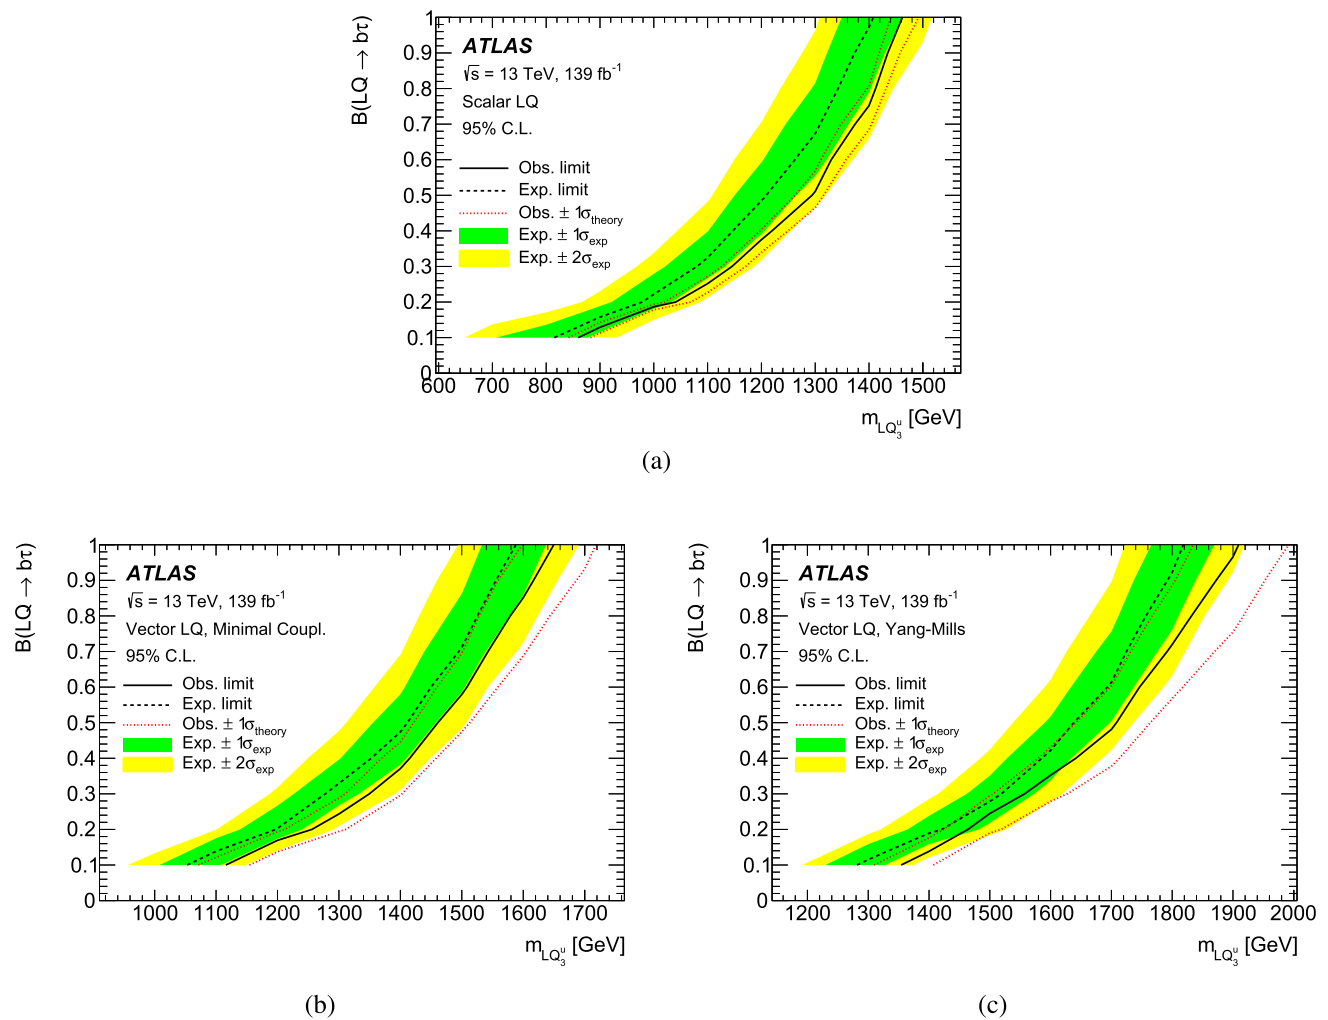 B(LQ → bτ)
1
0.9
0.8
0.7
0.6
0.5
0.4
0.3
0.2
0.1
0
ATLAS
√s = 13 TeV, 139 fb⁻¹
Scalar LQ
95% C.L.
Obs. limit
Exp. limit
Obs. ± 1σ_theory
Exp. ± 1σ_exp
Exp. ± 2σ_exp
600 700 800 900 1000 1100 1200 1300 1400 1500
m_LQ₃ᵘ [GeV]
(a)
B(LQ → bτ)
1
0.9
0.8
0.7
0.6
0.5
0.4
0.3
0.2
0.1
0
ATLAS
√s = 13 TeV, 139 fb⁻¹
Vector LQ, Minimal Coupl.
95% C.L.
Obs. limit
Exp. limit
Obs. ± 1σ_theory
Exp. ± 1σ_exp
Exp. ± 2σ_exp
1000 1100 1200 1300 1400 1500 1600 1700
m_LQ₃ᵘ [GeV]
(b)
B(LQ → bτ)
1
0.9
0.8
0.7
0.6
0.5
0.4
0.3
0.2
0.1
0
ATLAS
√s = 13 TeV, 139 fb⁻¹
Vector LQ, Yang-Mills
95% C.L.
Obs. limit
Exp. limit
Obs. ± 1σ_theory
Exp. ± 1σ_exp
Exp. ± 2σ_exp
1200 1300 1400 1500 1600 1700 1800 1900 2000
m_LQ₃ᵘ [GeV]
(c)